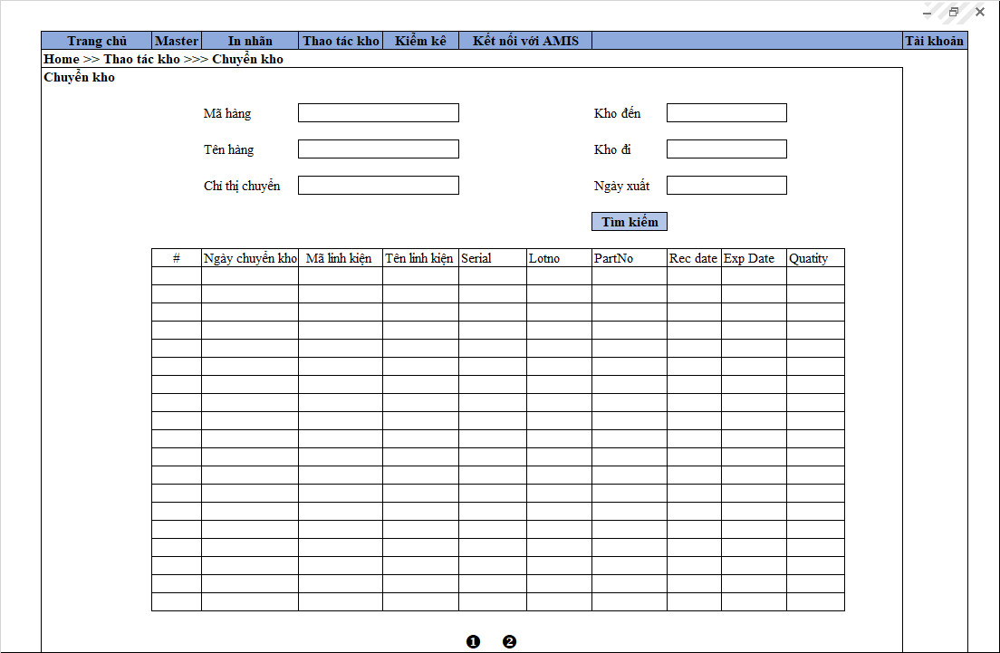 Trang chủ Master In nhãn Thao tác kho Kiểm kê Kết nối với AMIS Tài khoản
Home >> Thao tác kho >>> Chuyển kho
Chuyển kho
Mã hàng Kho đến
Tên hàng Kho đi
Chỉ thị chuyển Ngày xuất
Tìm kiếm
# Ngày chuyển kho Mã linh kiện Tên linh kiện Serial Lotno PartNo Rec date Exp Date Quatity
❶ ❷